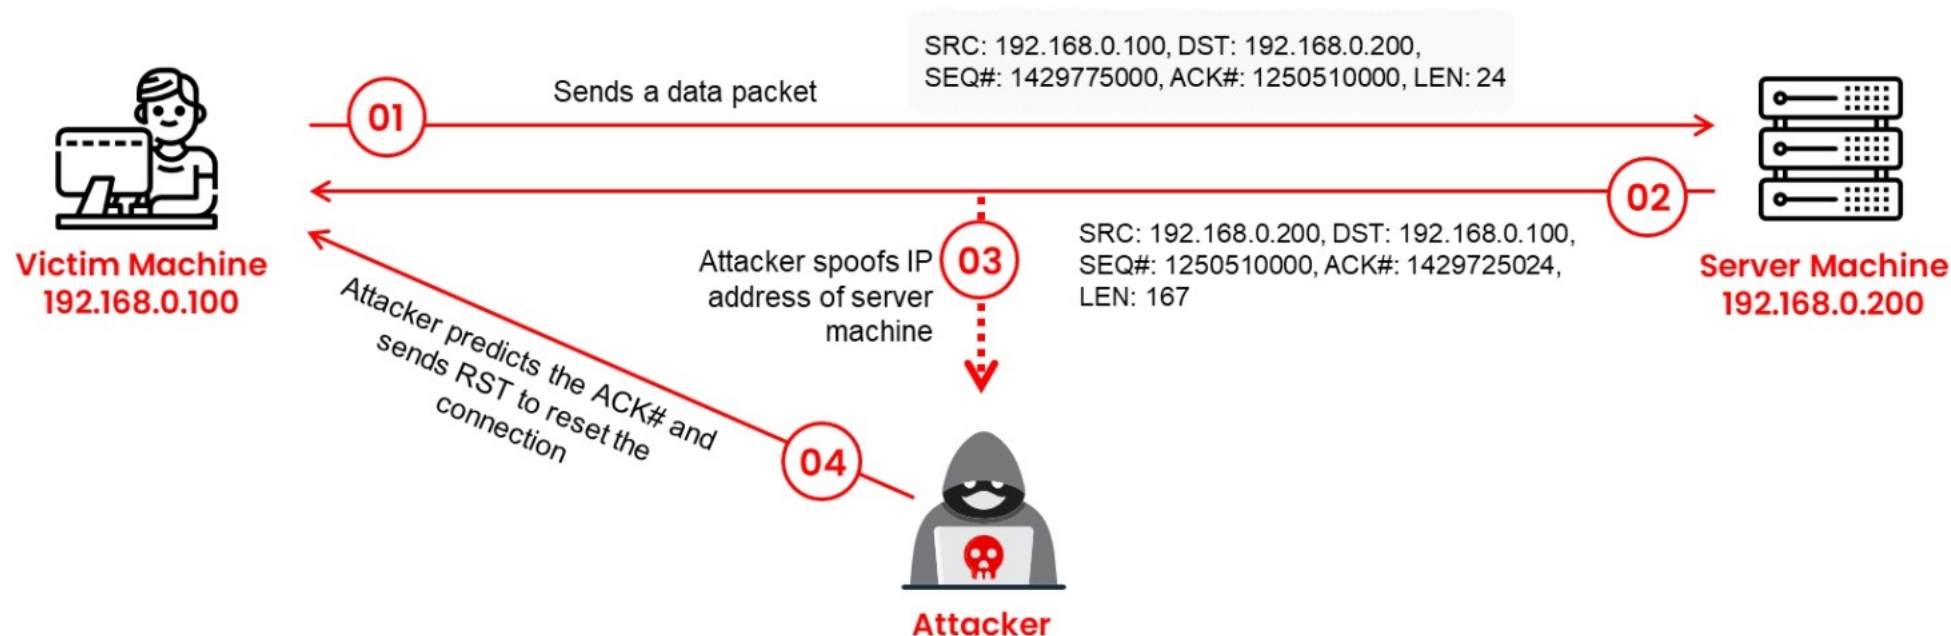 01
Sends a data packet
SRC: 192.168.0.100, DST: 192.168.0.200,
SEQ#: 1429775000, ACK#: 1250510000, LEN: 24
02
SRC: 192.168.0.200, DST: 192.168.0.100,
SEQ#: 1250510000, ACK#: 1429725024,
LEN: 167
Victim Machine
192.168.0.100
Server Machine
192.168.0.200
03
Attacker spoofs IP
address of server
machine
04
Attacker predicts the ACK# and
sends RST to reset the
connection
Attacker